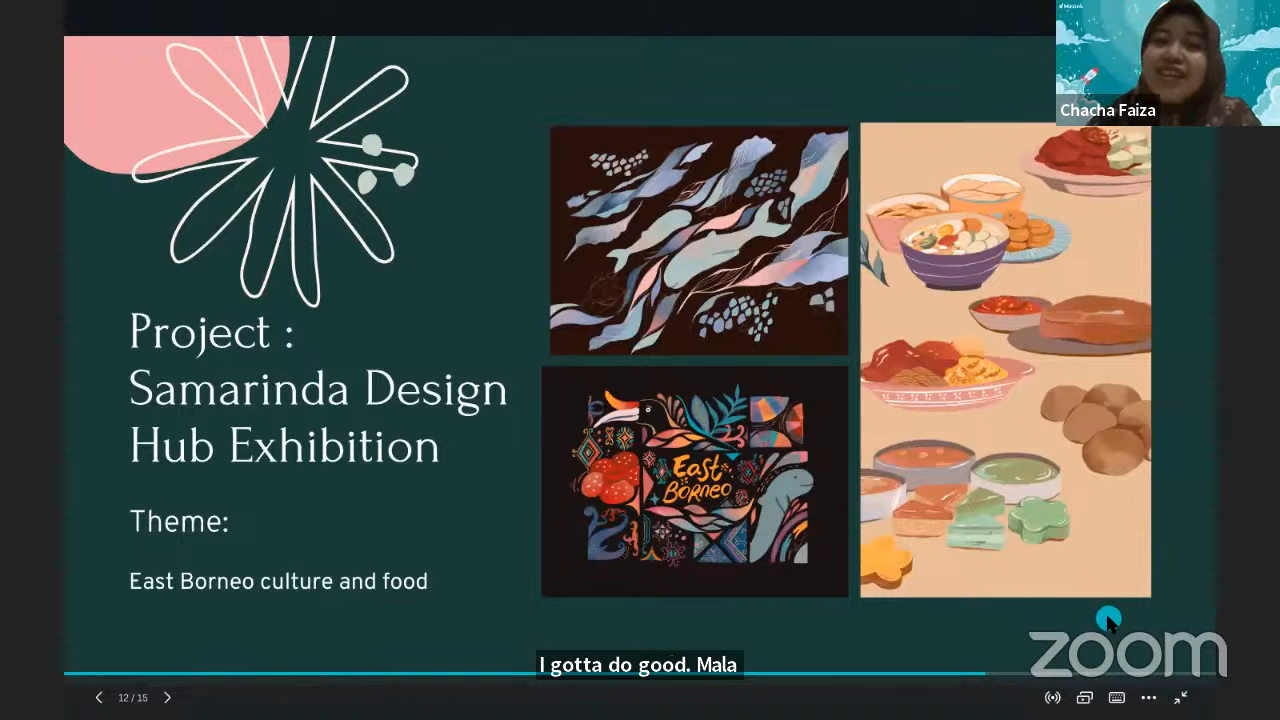 Mezink
Chacha Faiza
Project :
Samarinda Design
Hub Exhibition
Theme:
East Borneo culture and food
East
Borneo
I gotta do good. Mala
zoom
12 / 15